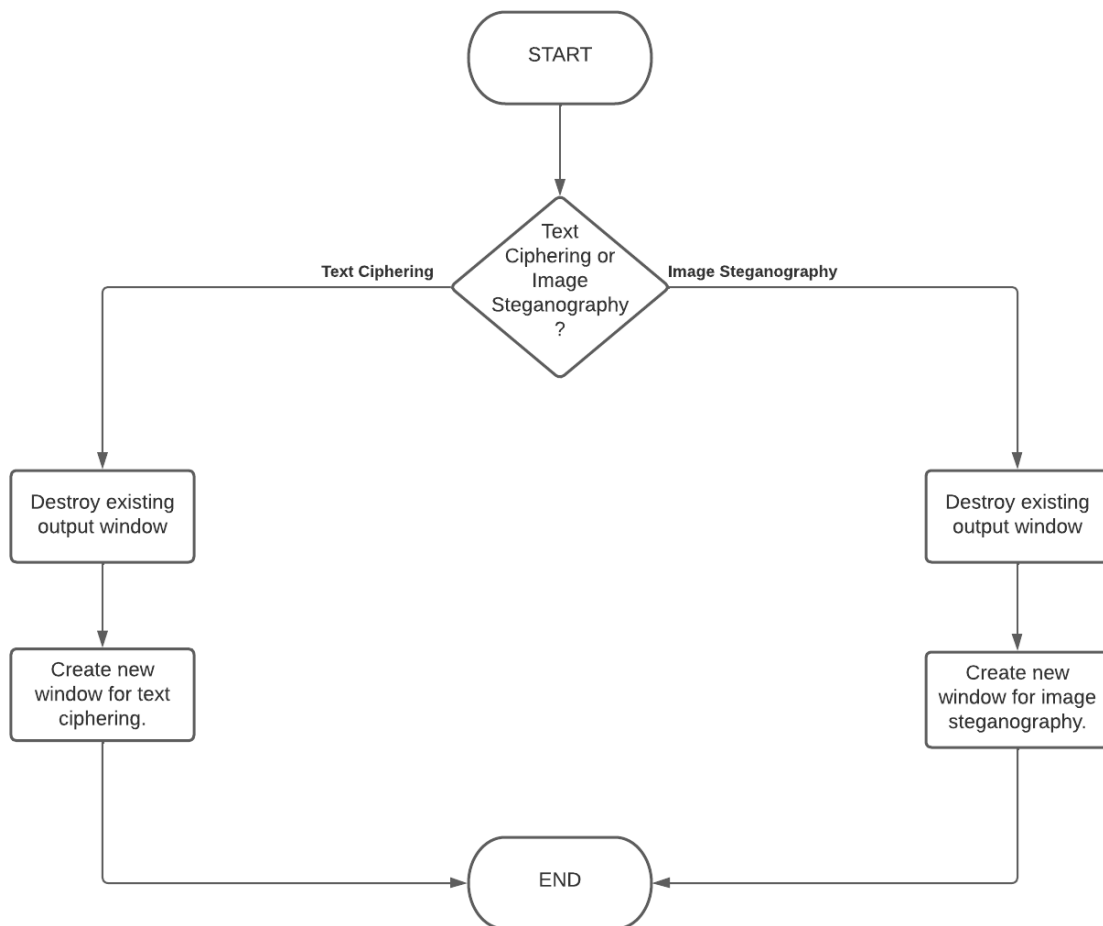 START
Text
Ciphering or
Image
Steganography
?
Text Ciphering
Image Steganography
Destroy existing
output window
Destroy existing
output window
Create new
window for text
ciphering.
Create new
window for image
steganography.
END